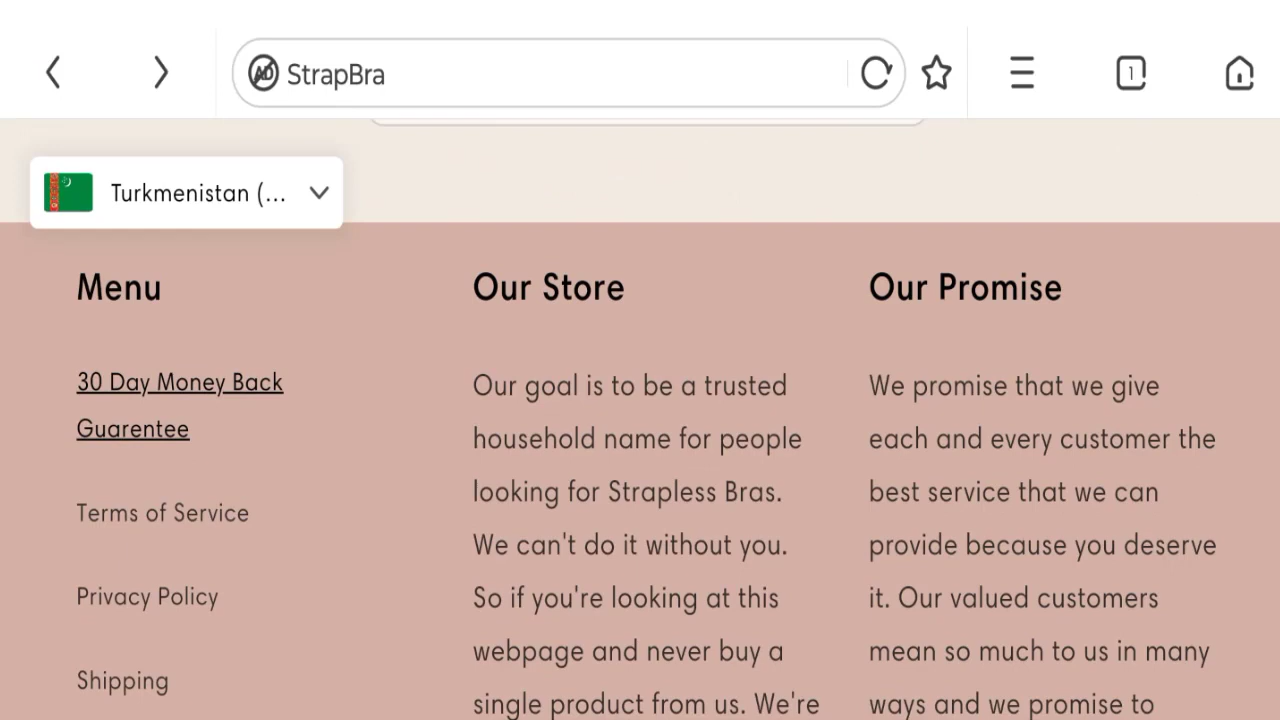 StrapBra
1
Turkmenistan (...
Menu
30 Day Money Back
Guarentee
Terms of Service
Privacy Policy
Shipping
Our Store
Our goal is to be a trusted
household name for people
looking for Strapless Bras.
We can't do it without you.
So if you're looking at this
webpage and never buy a
single product from us. We're
Our Promise
We promise that we give
each and every customer the
best service that we can
provide because you deserve
it. Our valued customers
mean so much to us in many
ways and we promise to